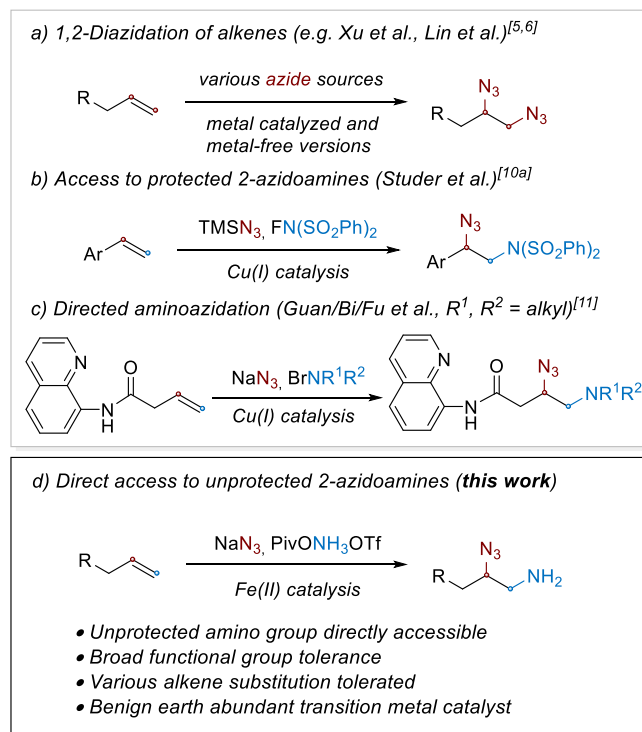 a) 1,2-Diazidation of alkenes (e.g. Xu et al., Lin et al.)[5,6]
R
various azide sources
metal catalyzed and
metal-free versions
N3
R
N3
b) Access to protected 2-azidoamines (Studer et al.)[10a]
Ar
TMSN3, FN(SO2Ph)2
Cu(I) catalysis
N3
Ar
N(SO2Ph)2
c) Directed aminoazidation (Guan/Bi/Fu et al., R1, R2 = alkyl)[11]
N
O
N
H
NaN3, BrNR1R2
Cu(I) catalysis
N
O
N3
N
H
NR1R2
d) Direct access to unprotected 2-azidoamines (this work)
R
NaN3, PivONH3OTf
Fe(II) catalysis
N3
R
NH2
• Unprotected amino group directly accessible
• Broad functional group tolerance
• Various alkene substitution tolerated
• Benign earth abundant transition metal catalyst